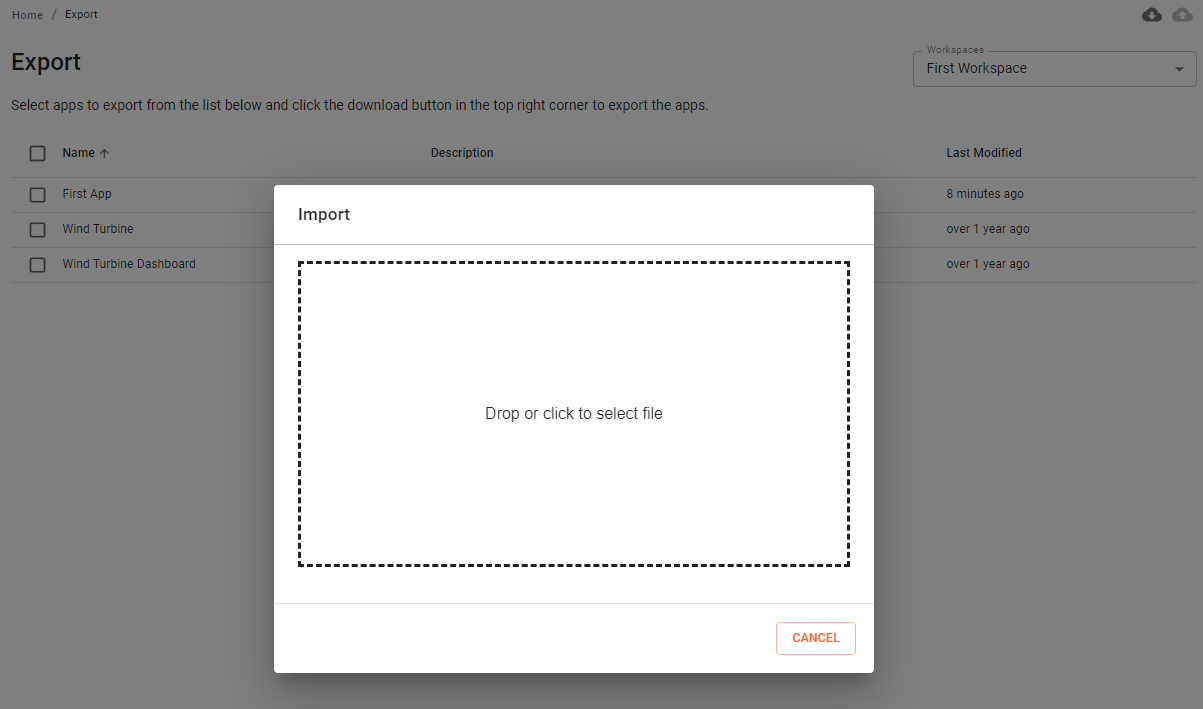 Home / Export
Export
Workspaces
First Workspace
Select apps to export from the list below and click the download button in the top right corner to export the apps.
Name Description Last Modified
First App 8 minutes ago
Wind Turbine over 1 year ago
Wind Turbine Dashboard over 1 year ago
Import
Drop or click to select file
CANCEL